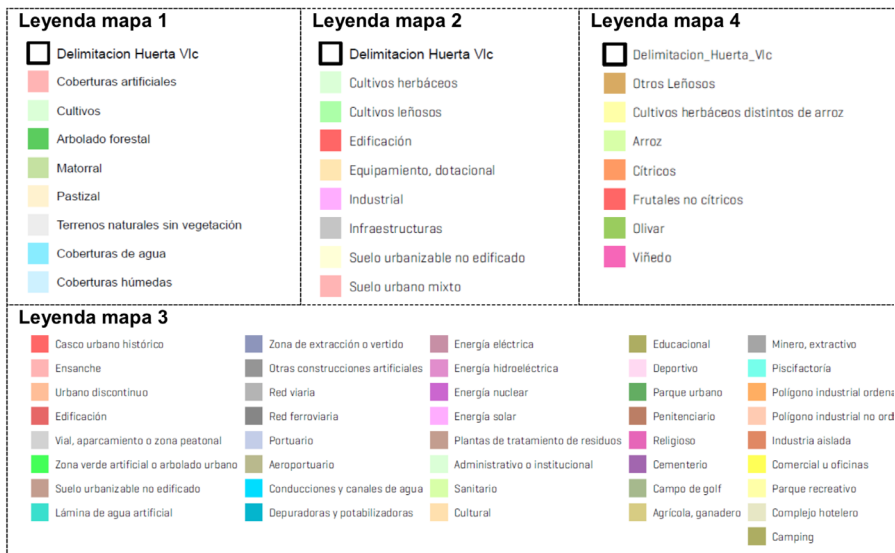 Leyenda mapa 1
Delimitacion Huerta Vlc
Coberturas artificiales
Cultivos
Arbolado forestal
Matorral
Pastizal
Terrenos naturales sin vegetación
Coberturas de agua
Coberturas húmedas
Leyenda mapa 2
Delimitacion Huerta Vlc
Cultivos herbáceos
Cultivos leñosos
Edificación
Equipamiento, dotacional
Industrial
Infraestructuras
Suelo urbanizable no edificado
Suelo urbano mixto
Leyenda mapa 4
Delimitacion_Huerta_Vlc
Otros Leñosos
Cultivos herbáceos distintos de arroz
Arroz
Cítricos
Frutales no cítricos
Olivar
Viñedo
Leyenda mapa 3
Casco urbano histórico
Ensanche
Urbano discontinuo
Edificación
Vial, aparcamiento o zona peatonal
Zona verde artificial o arbolado urbano
Suelo urbanizable no edificado
Lámina de agua artificial
Zona de extracción o vertido
Otras construcciones artificiales
Red viaria
Red ferroviaria
Portuario
Aeroportuario
Conducciones y canales de agua
Depuradoras y potabilizadoras
Energía eléctrica
Energía hidroeléctrica
Energía nuclear
Energía solar
Plantas de tratamiento de residuos
Administrativo o institucional
Sanitario
Cultural
Educacional
Deportivo
Parque urbano
Penitenciario
Religioso
Cementerio
Campo de golf
Agrícola, ganadero
Minero, extractivo
Piscifactoría
Polígono industrial ordena
Polígono industrial no ord
Industria aislada
Comercial u oficinas
Parque recreativo
Complejo hotelero
Camping